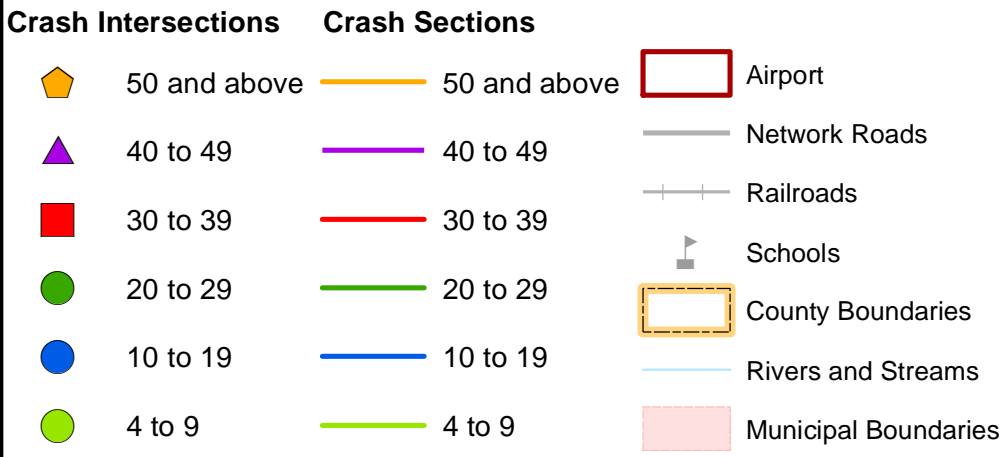 Crash Intersections
50 and above
40 to 49
30 to 39
20 to 29
10 to 19
4 to 9
Crash Sections
50 and above
40 to 49
30 to 39
20 to 29
10 to 19
4 to 9
Airport
Network Roads
Railroads
Schools
County Boundaries
Rivers and Streams
Municipal Boundaries